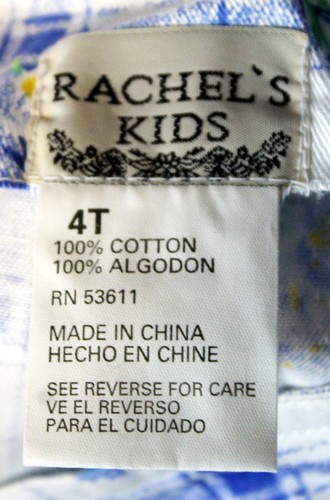 RACHEL`S
KIDS
4T
100% COTTON
100% ALGODON
RN 53611
MADE IN CHINA
HECHO EN CHINE
SEE REVERSE FOR CARE
VE EL REVERSO
PARA EL CUIDADO